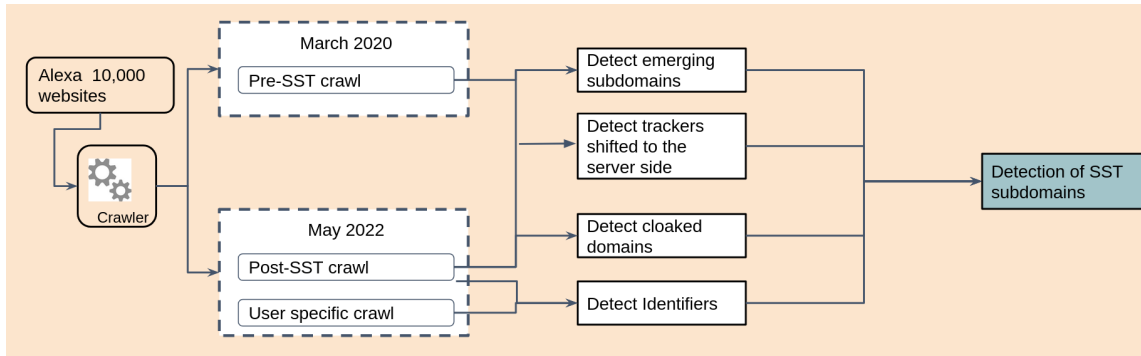 Alexa 10,000
websites
Crawler
March 2020
Pre-SST crawl
May 2022
Post-SST crawl
User specific crawl
Detect emerging
subdomains
Detect trackers
shifted to the
server side
Detect cloaked
domains
Detect Identifiers
Detection of SST
subdomains